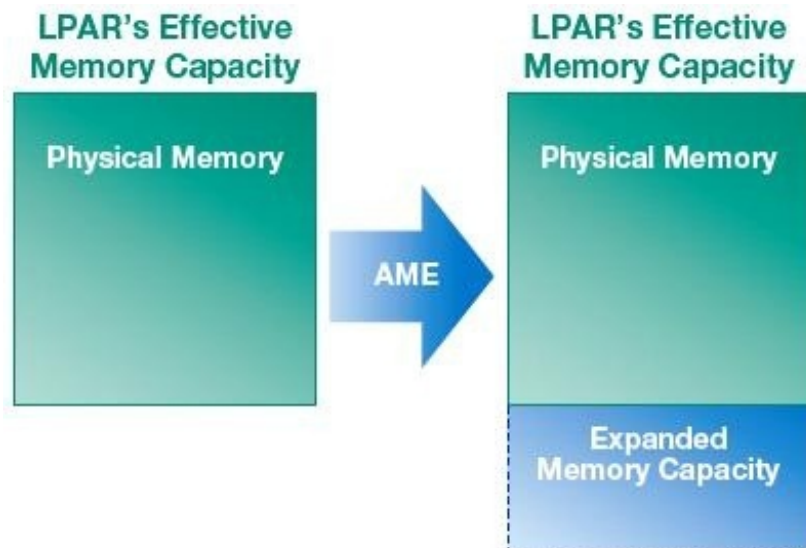 LPAR's Effective
Memory Capacity
Physical Memory
AME
LPAR's Effective
Memory Capacity
Physical Memory
Expanded
Memory Capacity